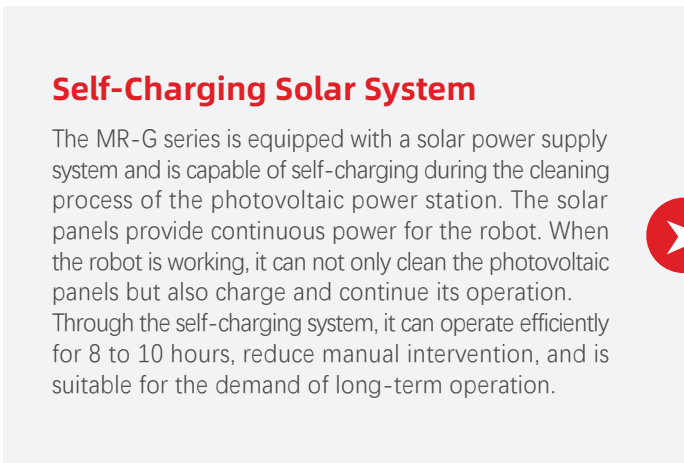 Self-Charging Solar System
The MR-G series is equipped with a solar power supply
system and is capable of self-charging during the cleaning
process of the photovoltaic power station. The solar
panels provide continuous power for the robot. When
the robot is working, it can not only clean the photovoltaic
panels but also charge and continue its operation.
Through the self-charging system, it can operate efficiently
for 8 to 10 hours, reduce manual intervention, and is
suitable for the demand of long-term operation.